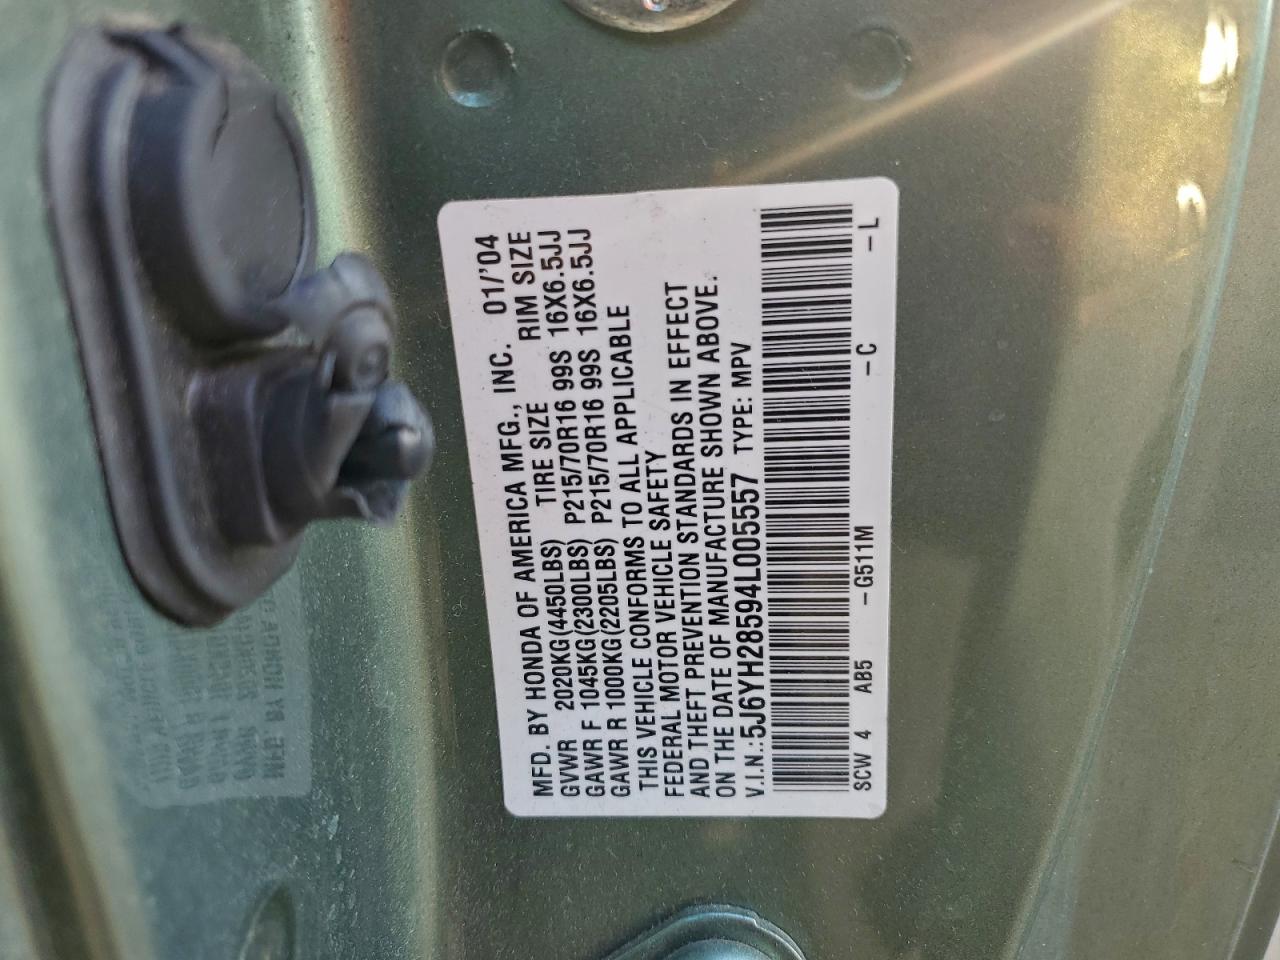 MFD. BY HONDA OF AMERICA MFG., INC. 01/'04
GVWR 2020KG(4450LBS) TIRE SIZE RIM SIZE
GAWR F 1045KG(2300LBS) P215/70R16 99S 16X6.5JJ
GAWR R 1000KG(2205LBS) P215/70R16 99S 16X6.5JJ
THIS VEHICLE CONFORMS TO ALL APPLICABLE
FEDERAL MOTOR VEHICLE SAFETY
AND THEFT PREVENTION STANDARDS IN EFFECT
ON THE DATE OF MANUFACTURE SHOWN ABOVE.
V.I.N.:5J6YH28594L005557 TYPE: MPV
SCW 4 AB5 -G511M -C -L